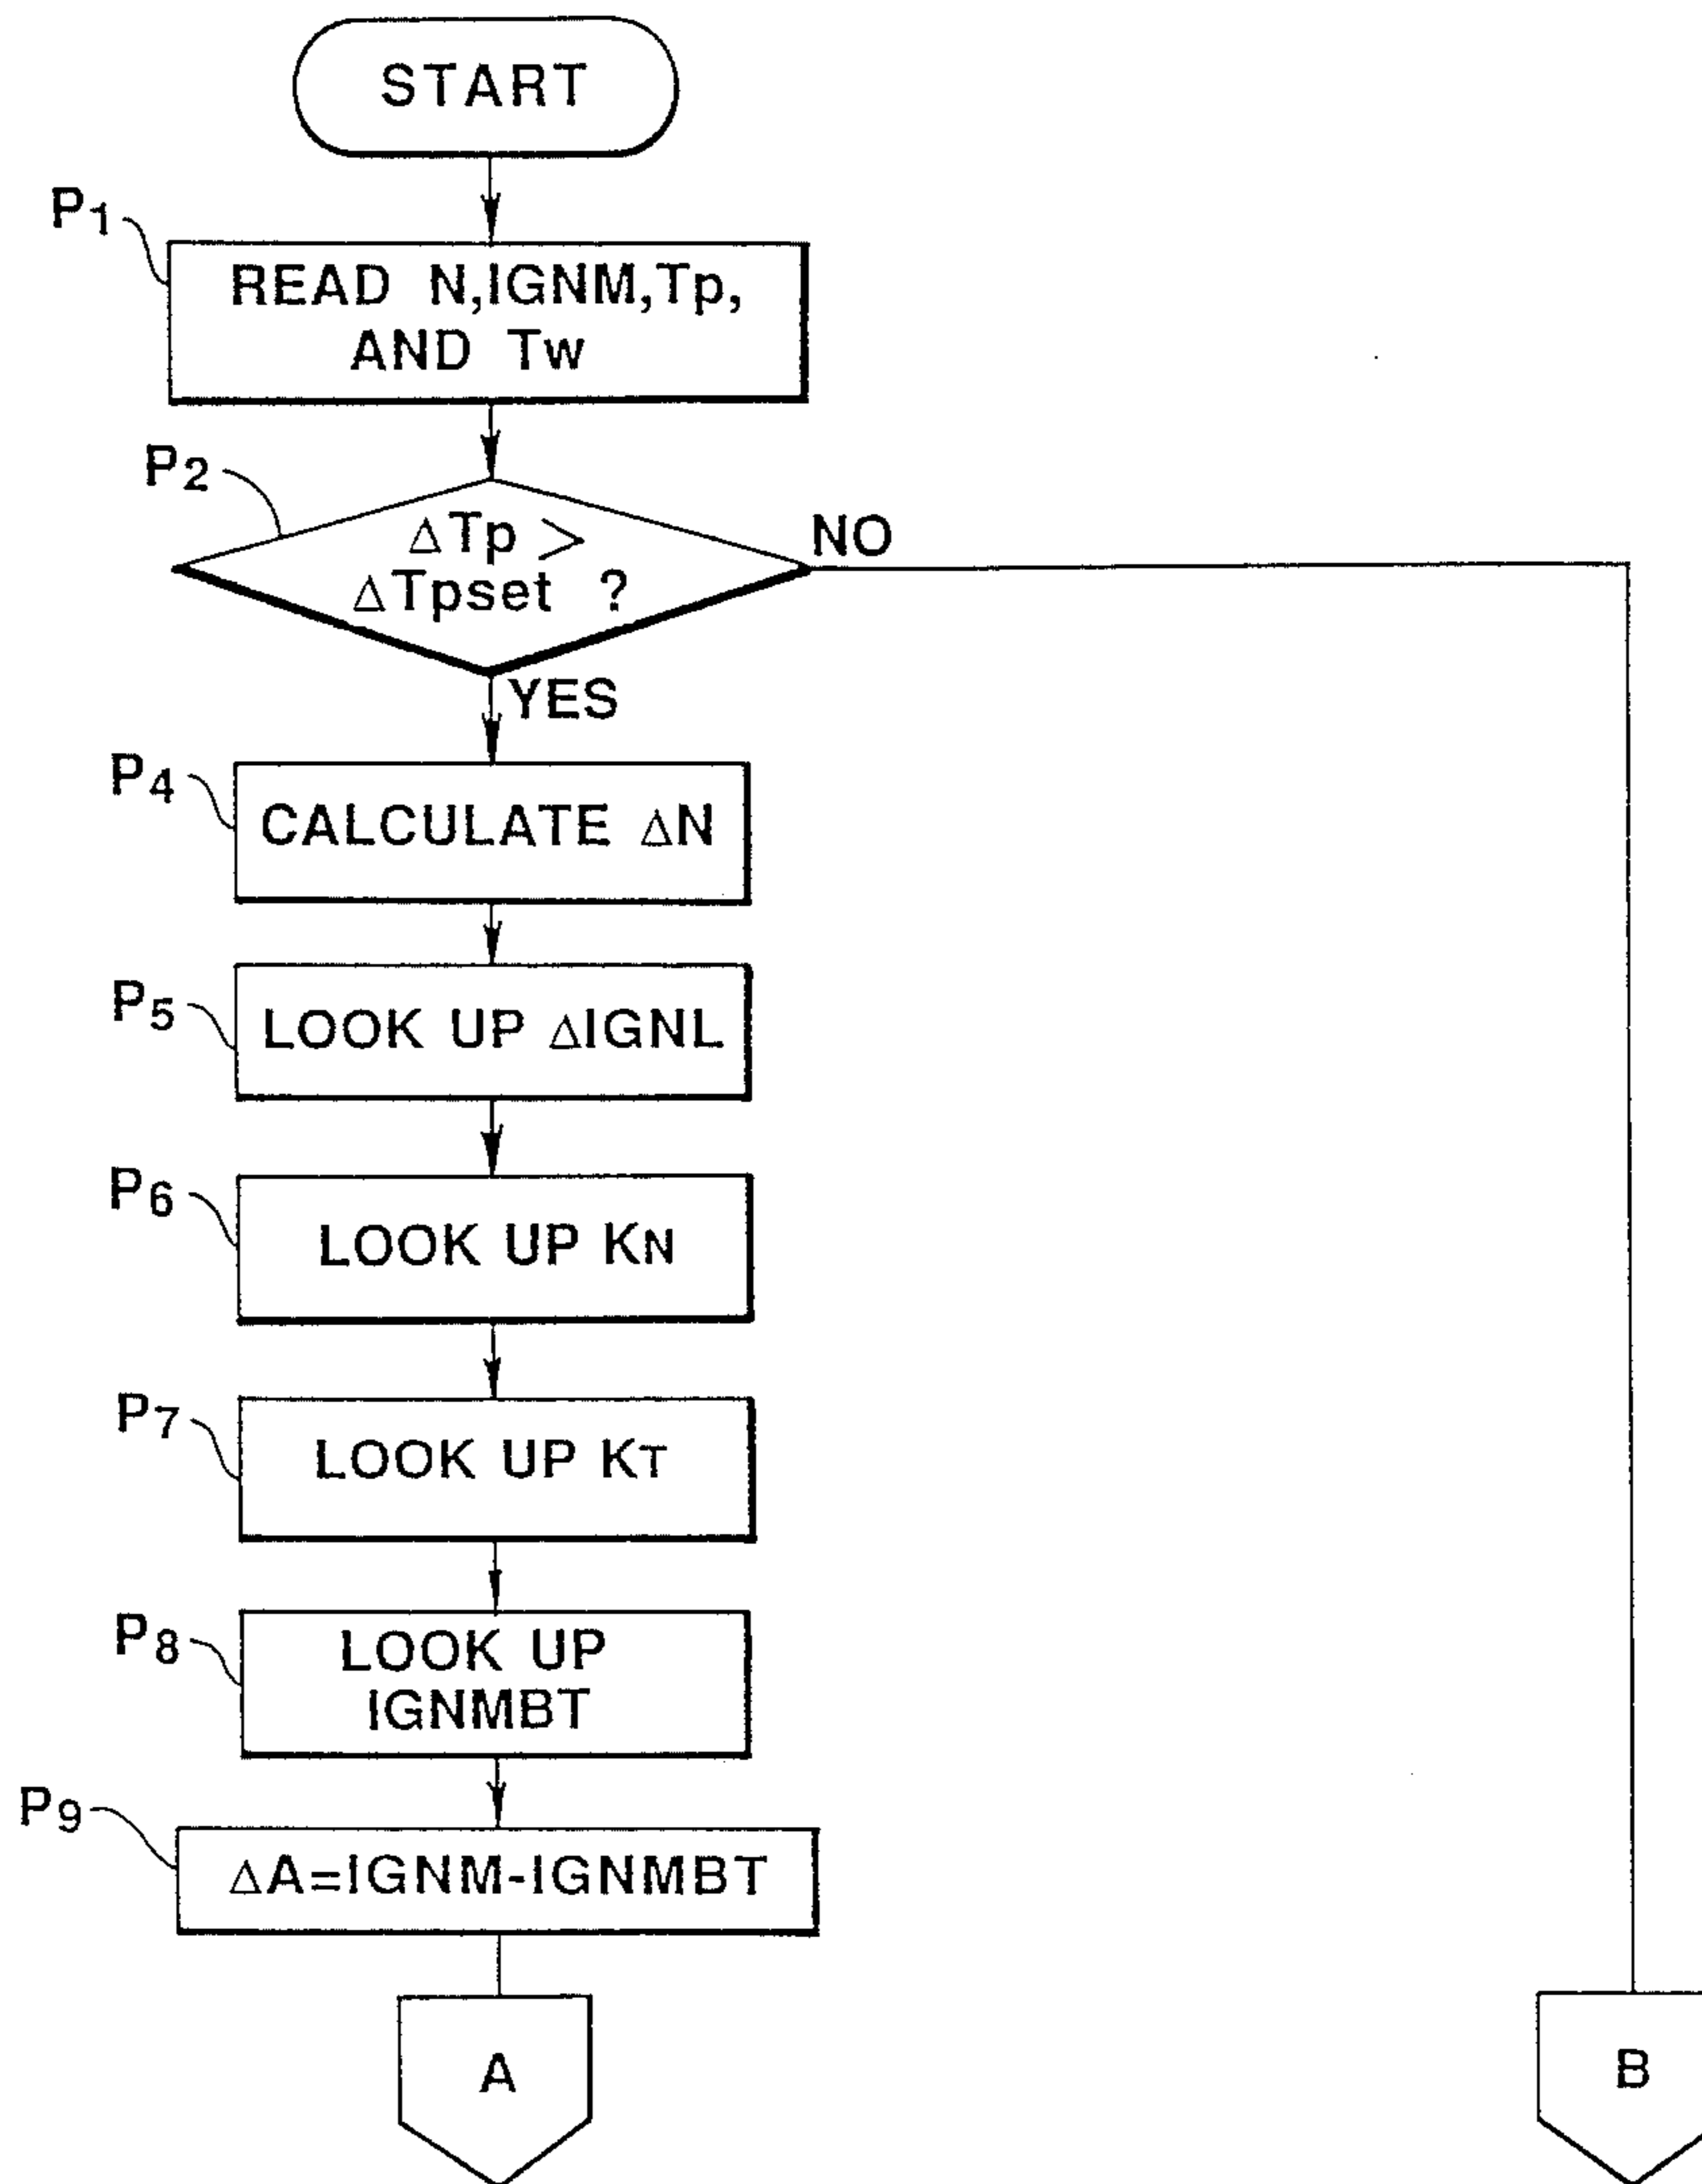 START
P1
READ N,IGNM,Tp,
AND Tw
P2
ΔTp >
ΔTpset ?
NO
YES
P4
CALCULATE ΔN
P5
LOOK UP ΔIGNL
P6
LOOK UP KN
P7
LOOK UP KT
P8
LOOK UP
IGNMBT
P9
ΔA=IGNM-IGNMBT
A
B